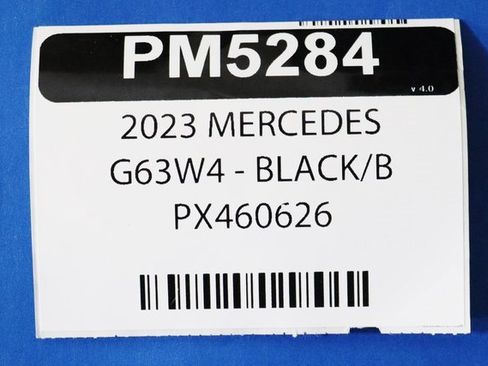 PM5284
v 4.0
2023 MERCEDES
G63W4 - BLACK/B
PX460626